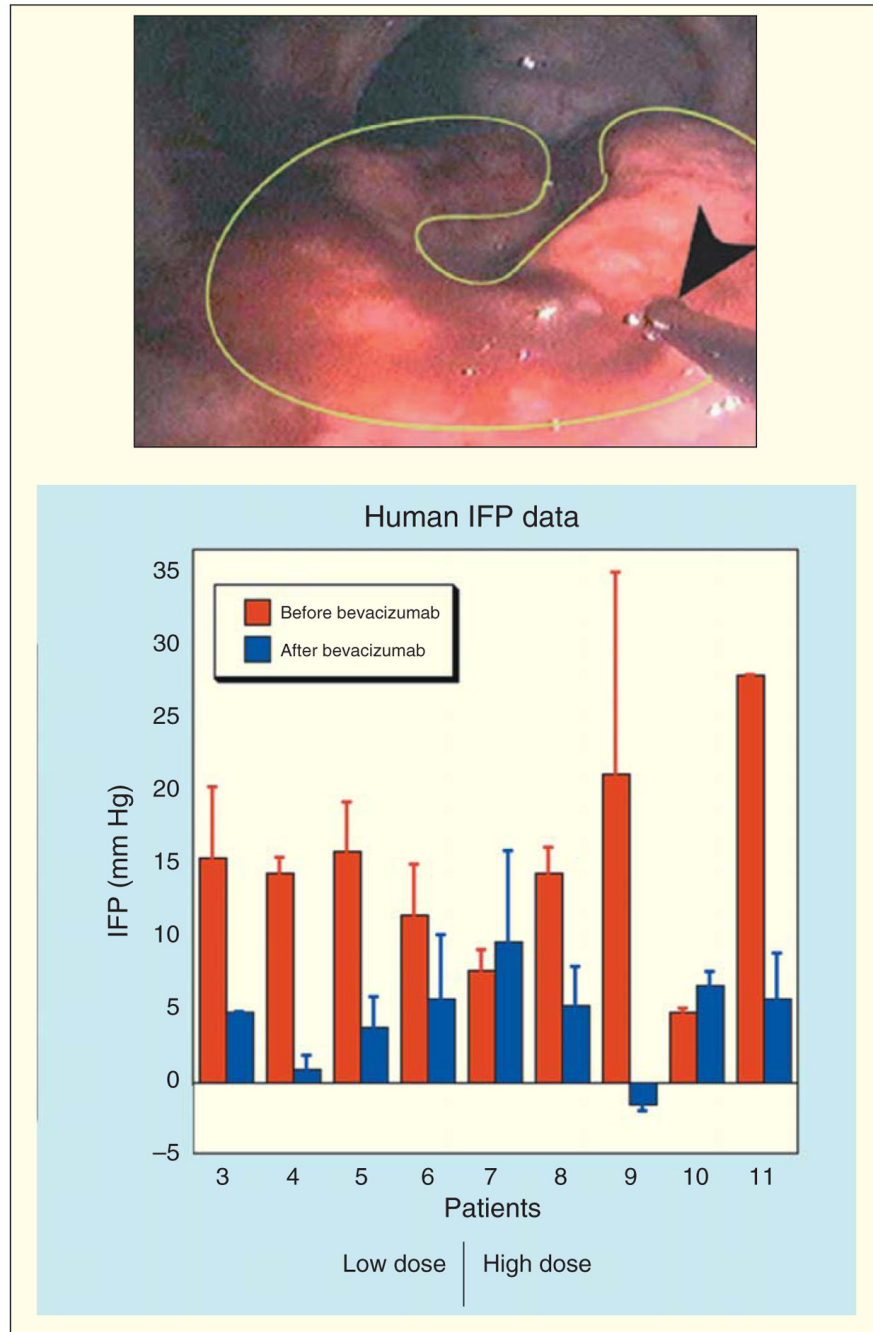 Human IFP data
Before bevacizumab
After bevacizumab
IFP (mm Hg)
35
30
25
20
15
10
5
0
–5
3 4 5 6 7 8 9 10 11
Patients
Low dose | High dose